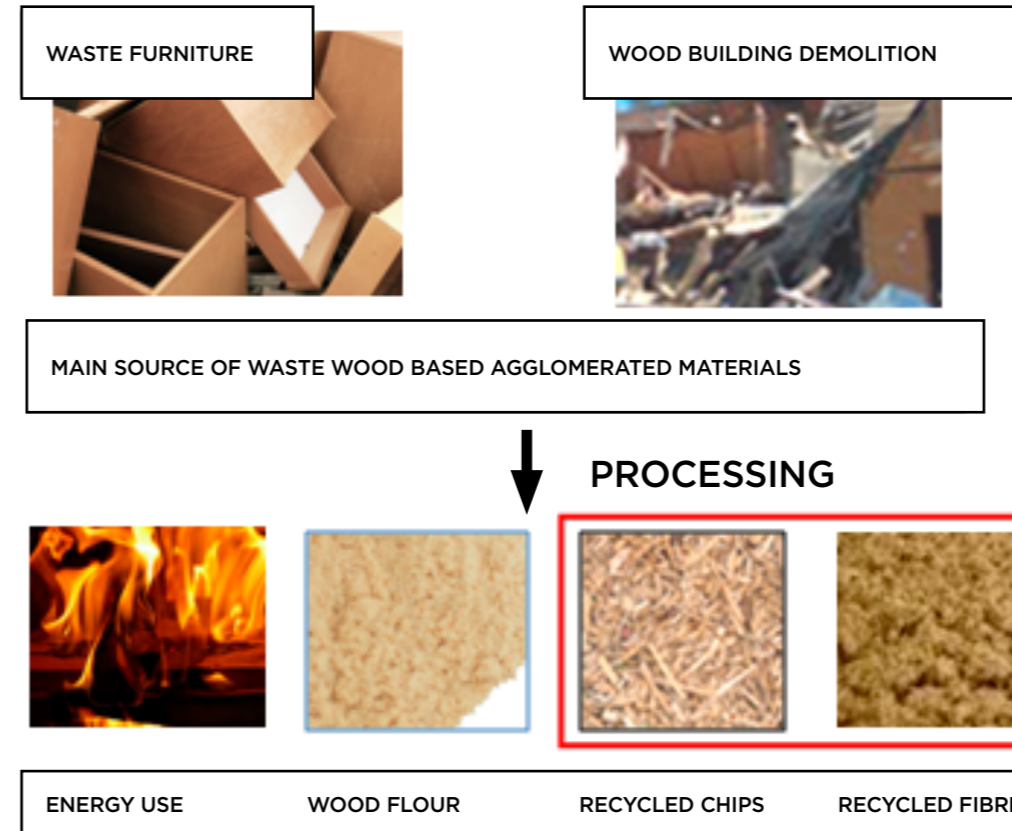 WASTE FURNITURE
WOOD BUILDING DEMOLITION
MAIN SOURCE OF WASTE WOOD BASED AGGLOMERATED MATERIALS
PROCESSING
ENERGY USE
WOOD FLOUR
RECYCLED CHIPS
RECYCLED